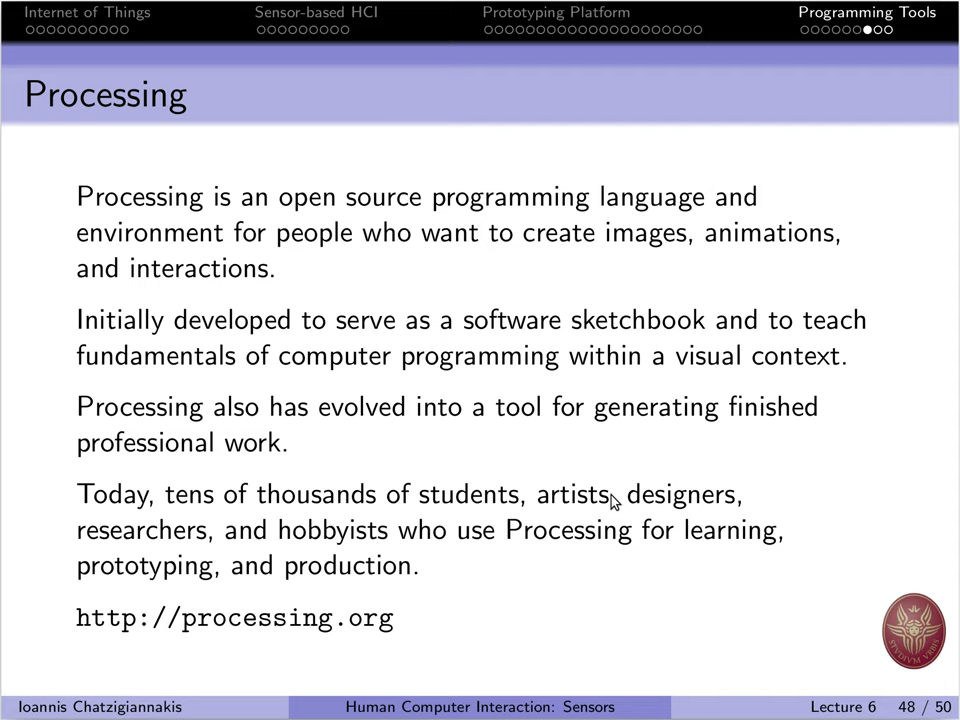 Internet of Things Sensor-based HCI Prototyping Platform Programming Tools
Processing
Processing is an open source programming language and
environment for people who want to create images, animations,
and interactions.
Initially developed to serve as a software sketchbook and to teach
fundamentals of computer programming within a visual context.
Processing also has evolved into a tool for generating finished
professional work.
Today, tens of thousands of students, artists, designers,
researchers, and hobbyists who use Processing for learning,
prototyping, and production.
http://processing.org
STVDIVM VRBIS
Ioannis Chatzigiannakis Human Computer Interaction: Sensors Lecture 6 48 / 50